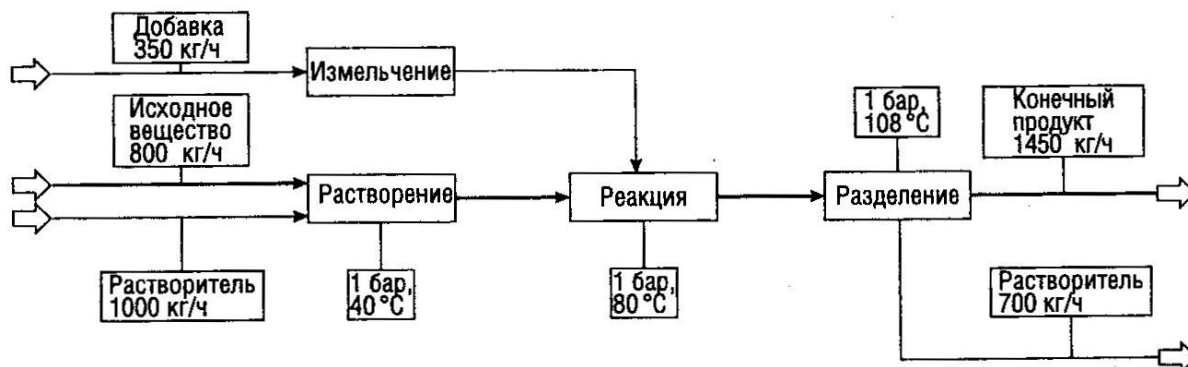 Добавка
350 кг/ч
Измельчение
Исходное
вещество
800 кг/ч
1 бар,
108 °C
Конечный
продукт
1450 кг/ч
Растворение
Реакция
Разделение
Растворитель
1000 кг/ч
1 бар,
40 °C
1 бар,
80 °C
Растворитель
700 кг/ч